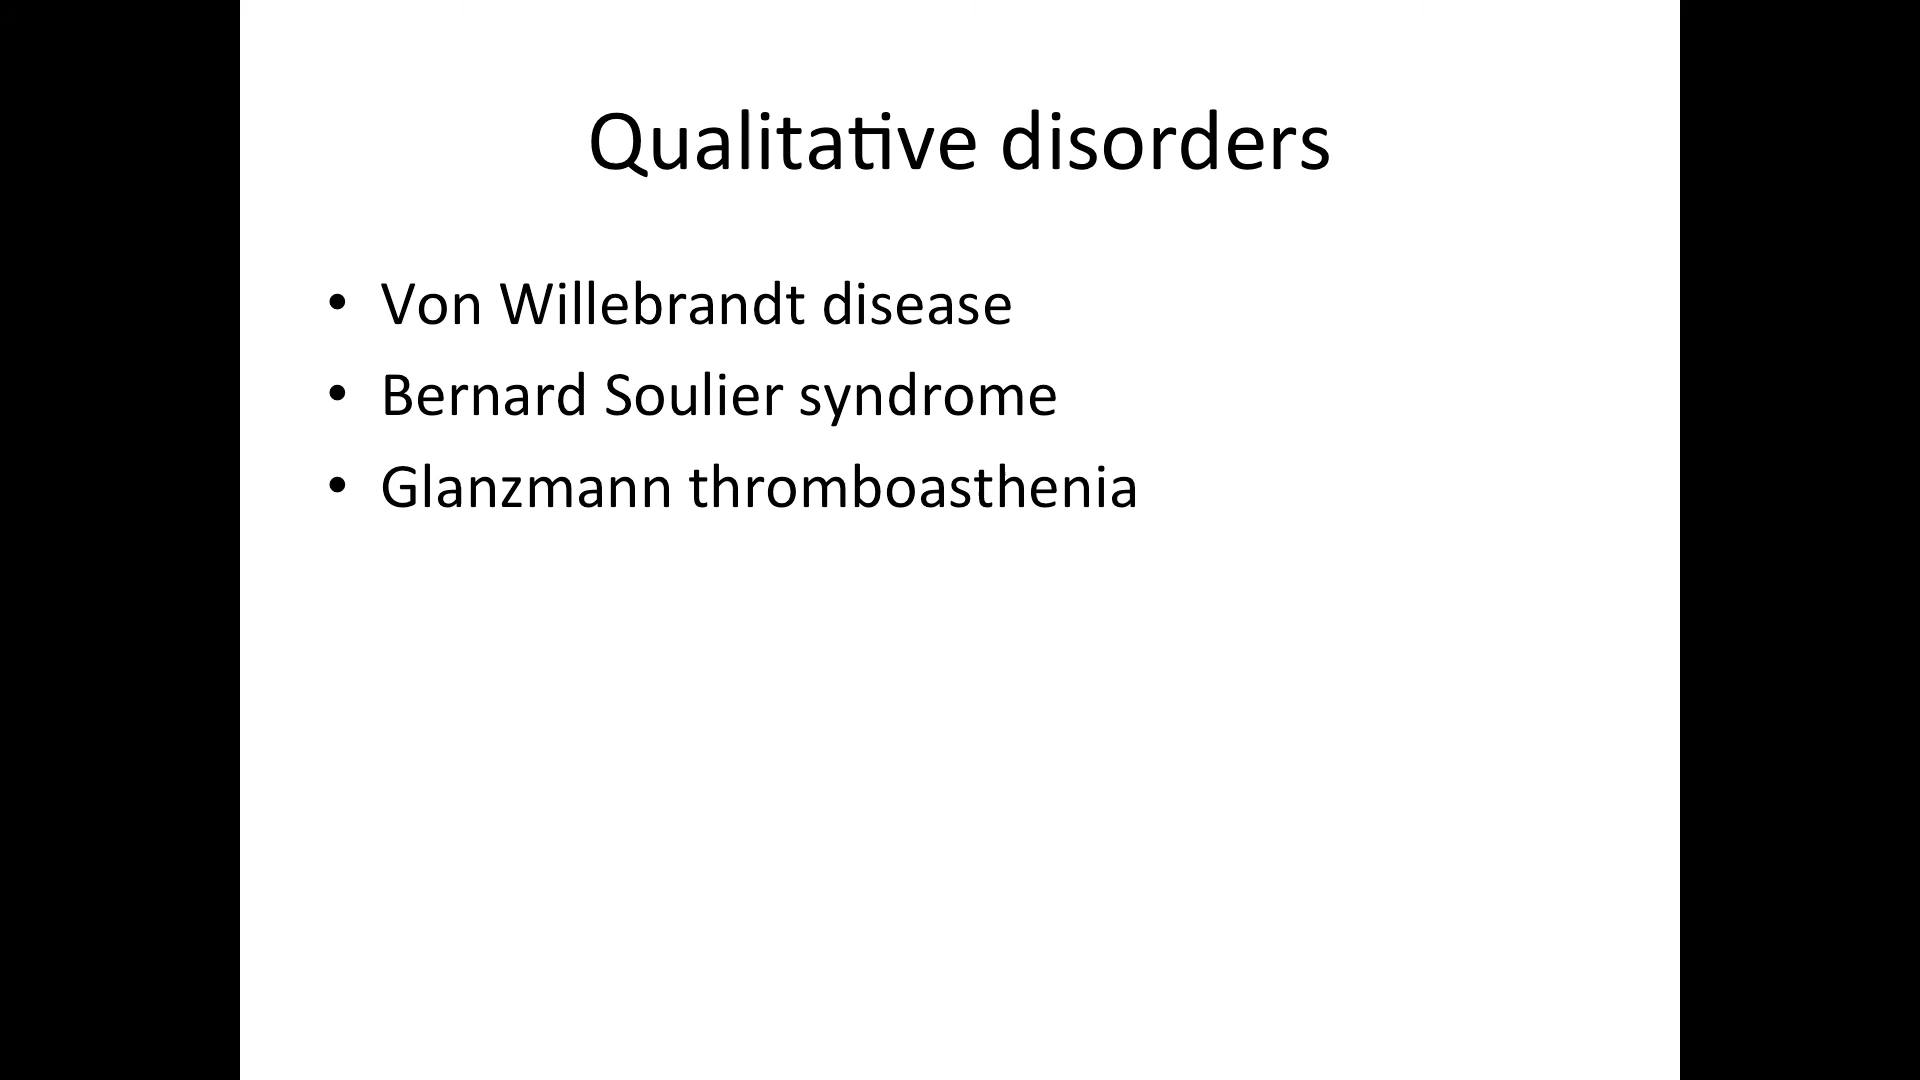 Qualitative disorders
• Von Willebrandt disease
• Bernard Soulier syndrome
• Glanzmann thromboasthenia